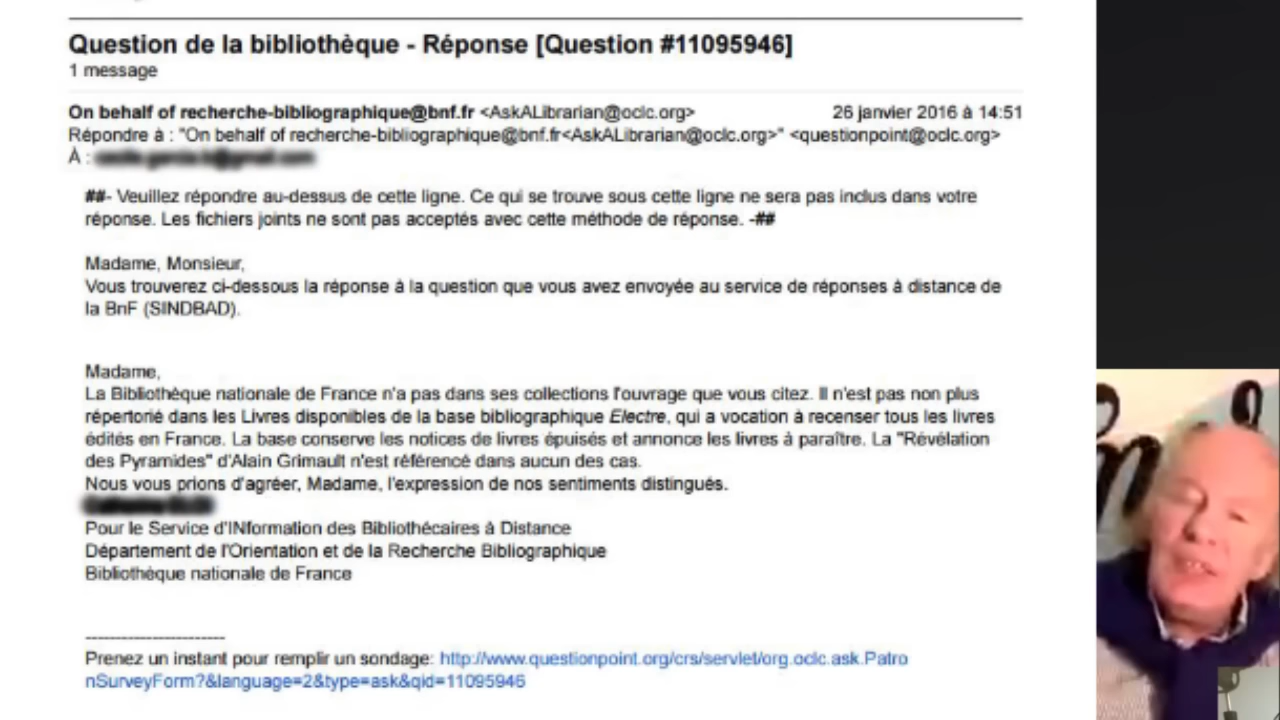 Question de la bibliothèque - Réponse [Question #11095946]
1 message
On behalf of recherche-bibliographique@bnf.fr <AskALibrarian@oclc.org> 26 janvier 2016 à 14:51
Répondre à : "On behalf of recherche-bibliographique@bnf.fr<AskALibrarian@oclc.org>" <questionpoint@oclc.org>
À :
##- Veuillez répondre au-dessus de cette ligne. Ce qui se trouve sous cette ligne ne sera pas inclus dans votre
réponse. Les fichiers joints ne sont pas acceptés avec cette méthode de réponse. -##
Madame, Monsieur,
Vous trouverez ci-dessous la réponse à la question que vous avez envoyée au service de réponses à distance de
la BnF (SINDBAD).
Madame,
La Bibliothèque nationale de France n'a pas dans ses collections l'ouvrage que vous citez. Il n'est pas non plus
répertorié dans les Livres disponibles de la base bibliographique Electre, qui a vocation à recenser tous les livres
édités en France. La base conserve les notices de livres épuisés et annonce les livres à paraître. La "Révélation
des Pyramides" d'Alain Grimault n'est référencé dans aucun des cas.
Nous vous prions d'agréer, Madame, l'expression de nos sentiments distingués.
Pour le Service d'INformation des Bibliothécaires à Distance
Département de l'Orientation et de la Recherche Bibliographique
Bibliothèque nationale de France
-----------------------
Prenez un instant pour remplir un sondage: http://www.questionpoint.org/crs/servlet/org.oclc.ask.Patro
nSurveyForm?&language=2&type=ask&qid=11095946